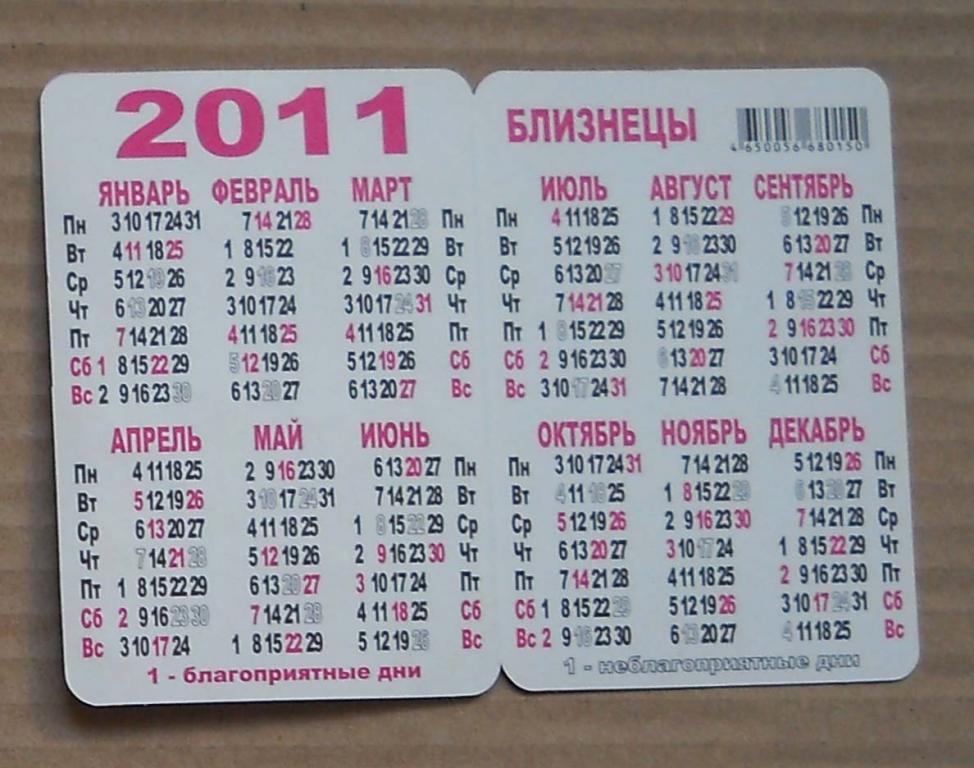 2011
ЯНВАРЬ ФЕВРАЛЬ МАРТ
Пн 3 10 17 24 31 7 14 21 28 7 14 21 28 Пн
Вт 4 11 18 25 1 8 15 22 1 8 15 22 29 Вт
Ср 5 12 19 26 2 9 16 23 2 9 16 23 30 Ср
Чт 6 13 20 27 3 10 17 24 3 10 17 24 31 Чт
Пт 7 14 21 28 4 11 18 25 4 11 18 25 Пт
Сб 1 8 15 22 29 5 12 19 26 5 12 19 26 Сб
Вс 2 9 16 23 30 6 13 20 27 6 13 20 27 Вс
АПРЕЛЬ МАЙ ИЮНЬ
Пн 4 11 18 25 2 9 16 23 30 6 13 20 27 Пн
Вт 5 12 19 26 3 10 17 24 31 7 14 21 28 Вт
Ср 6 13 20 27 4 11 18 25 1 8 15 22 29 Ср
Чт 7 14 21 28 5 12 19 26 2 9 16 23 30 Чт
Пт 1 8 15 22 29 6 13 20 27 3 10 17 24 Пт
Сб 2 9 16 23 30 7 14 21 28 4 11 18 25 Сб
Вс 3 10 17 24 1 8 15 22 29 5 12 19 26 Вс
1 - благоприятные дни
БЛИЗНЕЦЫ
4 650056 680150
ИЮЛЬ АВГУСТ СЕНТЯБРЬ
Пн 4 11 18 25 1 8 15 22 29 5 12 19 26 Пн
Вт 5 12 19 26 2 9 16 23 30 6 13 20 27 Вт
Ср 6 13 20 27 3 10 17 24 31 7 14 21 28 Ср
Чт 7 14 21 28 4 11 18 25 1 8 15 22 29 Чт
Пт 1 8 15 22 29 5 12 19 26 2 9 16 23 30 Пт
Сб 2 9 16 23 30 6 13 20 27 3 10 17 24 Сб
Вс 3 10 17 24 31 7 14 21 28 4 11 18 25 Вс
ОКТЯБРЬ НОЯБРЬ ДЕКАБРЬ
Пн 3 10 17 24 31 7 14 21 28 5 12 19 26 Пн
Вт 4 11 18 25 1 8 15 22 29 6 13 20 27 Вт
Ср 5 12 19 26 2 9 16 23 30 7 14 21 28 Ср
Чт 6 13 20 27 3 10 17 24 1 8 15 22 29 Чт
Пт 7 14 21 28 4 11 18 25 2 9 16 23 30 Пт
Сб 1 8 15 22 29 5 12 19 26 3 10 17 24 31 Сб
Вс 2 9 16 23 30 6 13 20 27 4 11 18 25 Вс
1 - неблагоприятные дни